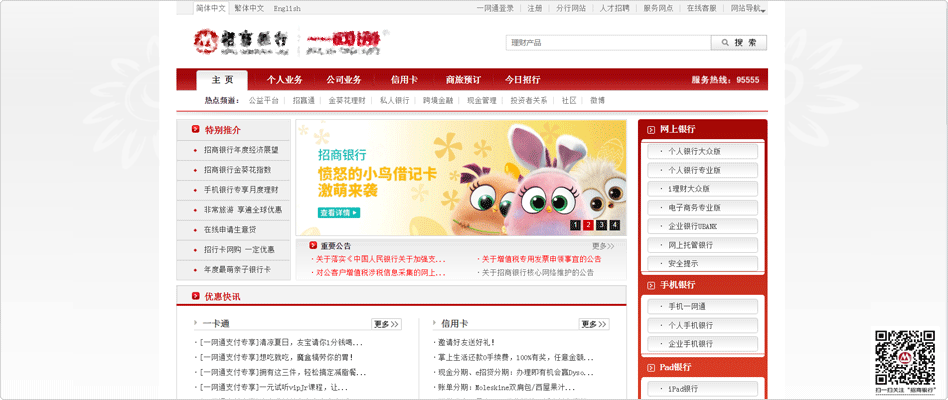 简体中文 繁体中文 English
一网通登录 注册 分行网站 人才招聘 服务网点 在线客服 网站导航
招商银行 一网通
理财产品 搜 索
主 页 个人业务 公司业务 信用卡 商旅预订 今日招行 服务热线：95555
热点频道： 公益平台 招赢通 金葵花理财 私人银行 跨境金融 现金管理 投资者关系 社区 微博
特别推介
招商银行年度经济展望
招商银行金葵花指数
手机银行专享月度理财
非常旅游 享遍全球优惠
在线申请生意贷
招行卡网购 一定优惠
年度最萌亲子银行卡
招商银行
愤怒的小鸟借记卡
激萌来袭
查看详情
1 2 3 4
重要公告 更多>>
·关于落实《中国人民银行关于加强支...
·关于增值税专用发票申领事宜的公告
·对公客户增值税涉税信息采集的网上...
·关于招商银行核心网络维护的公告
优惠快讯
一卡通 更多>>
·[一网通支付专享]清凉夏日，友宝请你1分钱喝...
·[一网通支付专享]想吃就吃，魔盒犒劳你的胃！
·[一网通支付专享]拥有这三件，轻松搞定减脂餐...
·[一网通支付专享]一元试听vipJr课程，让...
信用卡 更多>>
·邀请好友送好礼！
·掌上生活还款0手续费，100%有奖，任意金额...
·现金分期、e招贷分期：办理即有机会赢Dyso...
·账单分期：Moleskine双肩包/西屋果汁...
网上银行
· 个人银行大众版
· 个人银行专业版
· i理财大众版
· 电子商务专业版
· 企业银行UBANK
· 网上托管银行
· 安全提示
手机银行
· 手机一网通
· 个人手机银行
· 企业手机银行
Pad银行
· iPad银行
扫一扫关注“招商银行”